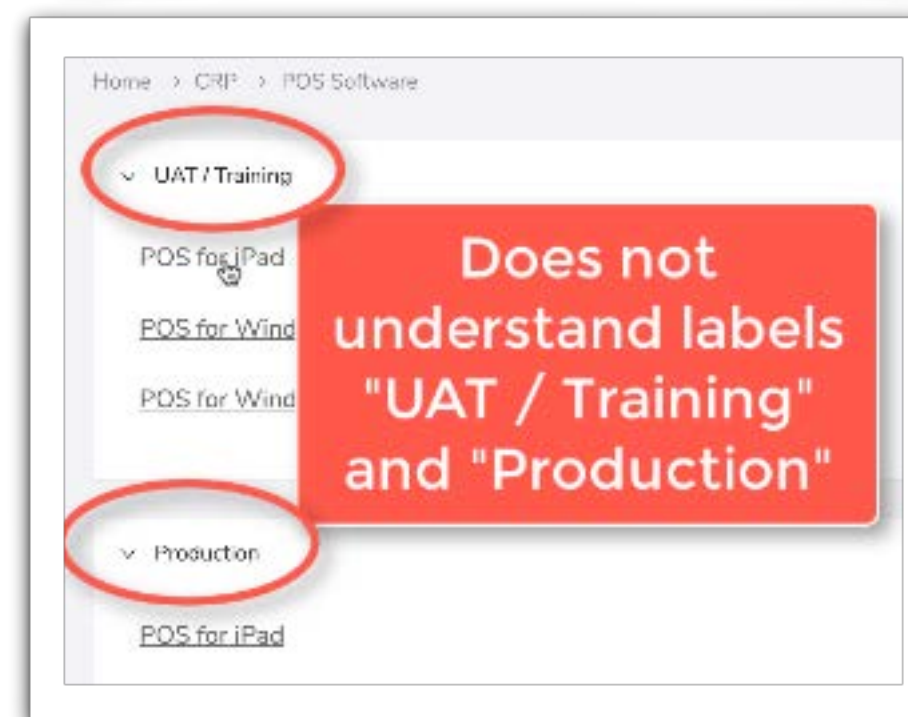 Home > CRP > POS Software
UAT / Training
POS for iPad
POS for Wind
POS for Wind
Does not
understand labels
"UAT / Training"
and "Production"
Production
POS for iPad